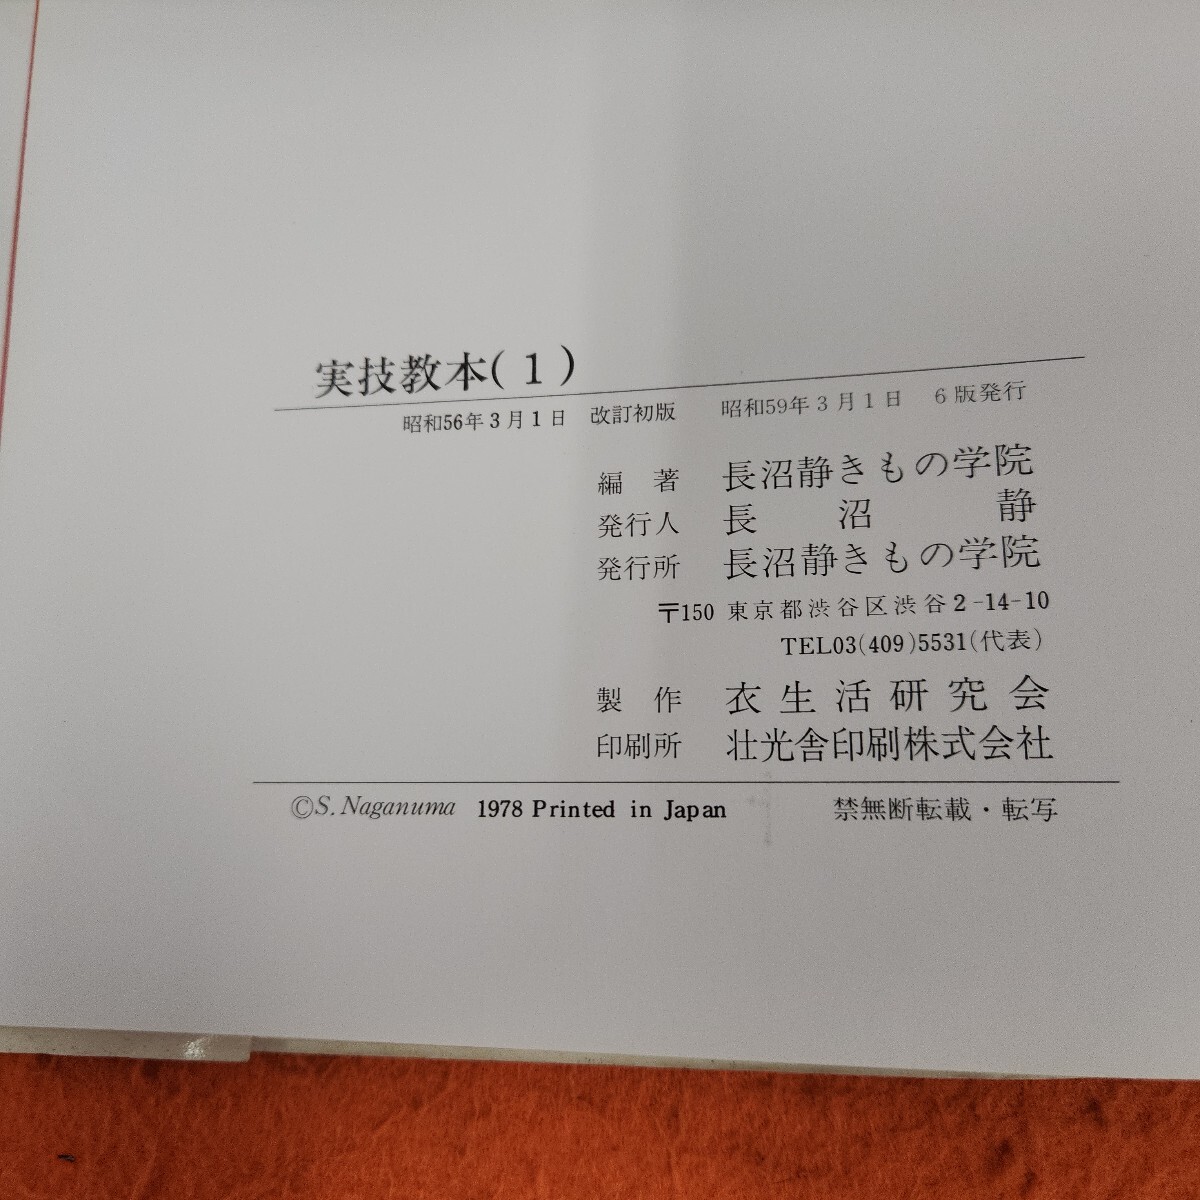 実技教本(1)
昭和56年3月1日 改訂初版 昭和59年3月1日 6版発行
編著 長沼静きもの学院
発行人 長沼静
発行所 長沼静きもの学院
〒150 東京都渋谷区渋谷2-14-10
TEL03(409)5531(代表)
製作 衣生活研究会
印刷所 壮光舎印刷株式会社
©S. Naganuma 1978 Printed in Japan 禁無断転載・転写